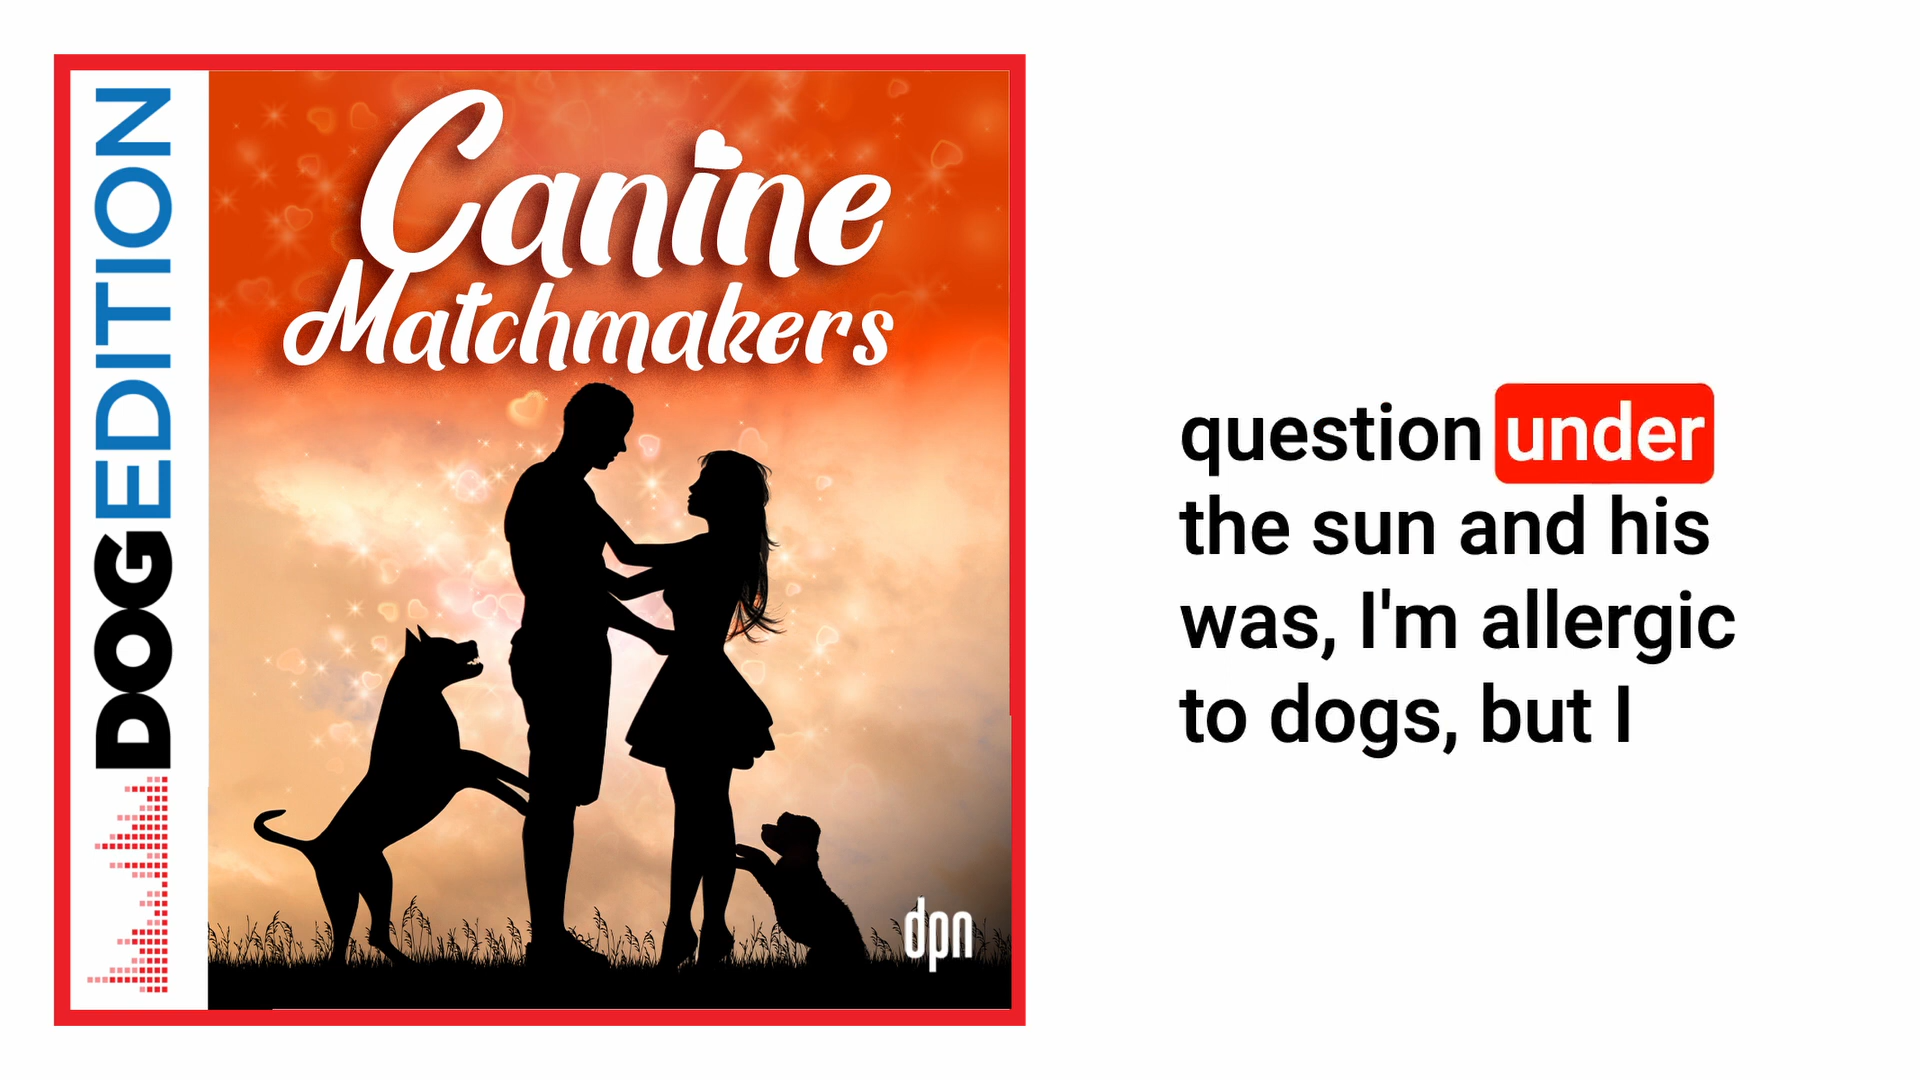 DOGEDITION
Canine
Matchmakers
dpn
question under
the sun and his
was, I'm allergic
to dogs, but I